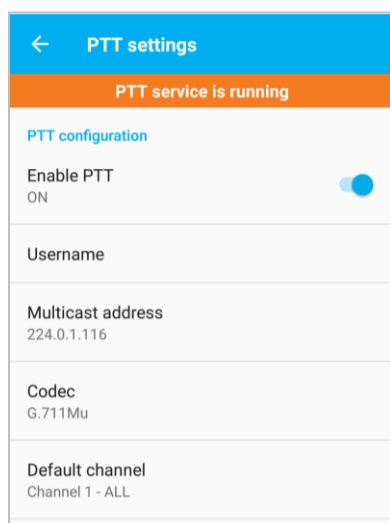 PTT settings
PTT service is running
PTT configuration
Enable PTT
ON
Username
Multicast address
224.0.1.116
Codec
G.711Mu
Default channel
Channel 1 - ALL